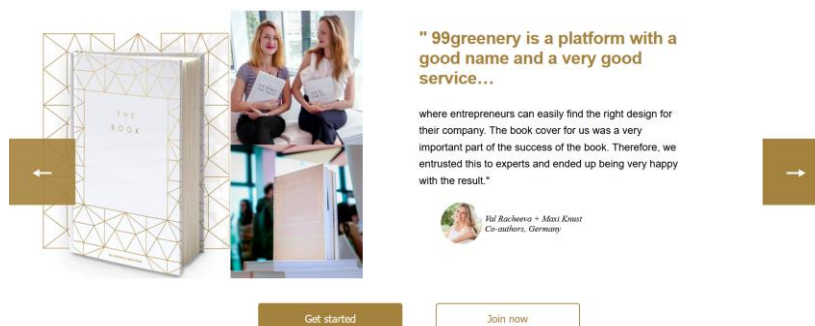 THE
BOOK
" 99greenery is a platform with a
good name and a very good
service…
where entrepreneurs can easily find the right design for
their company. The book cover for us was a very
important part of the success of the book. Therefore, we
entrusted this to experts and ended up being very happy
with the result."
Val Racheeva + Maxi Knust
Co-authors, Germany
Get started
Join now